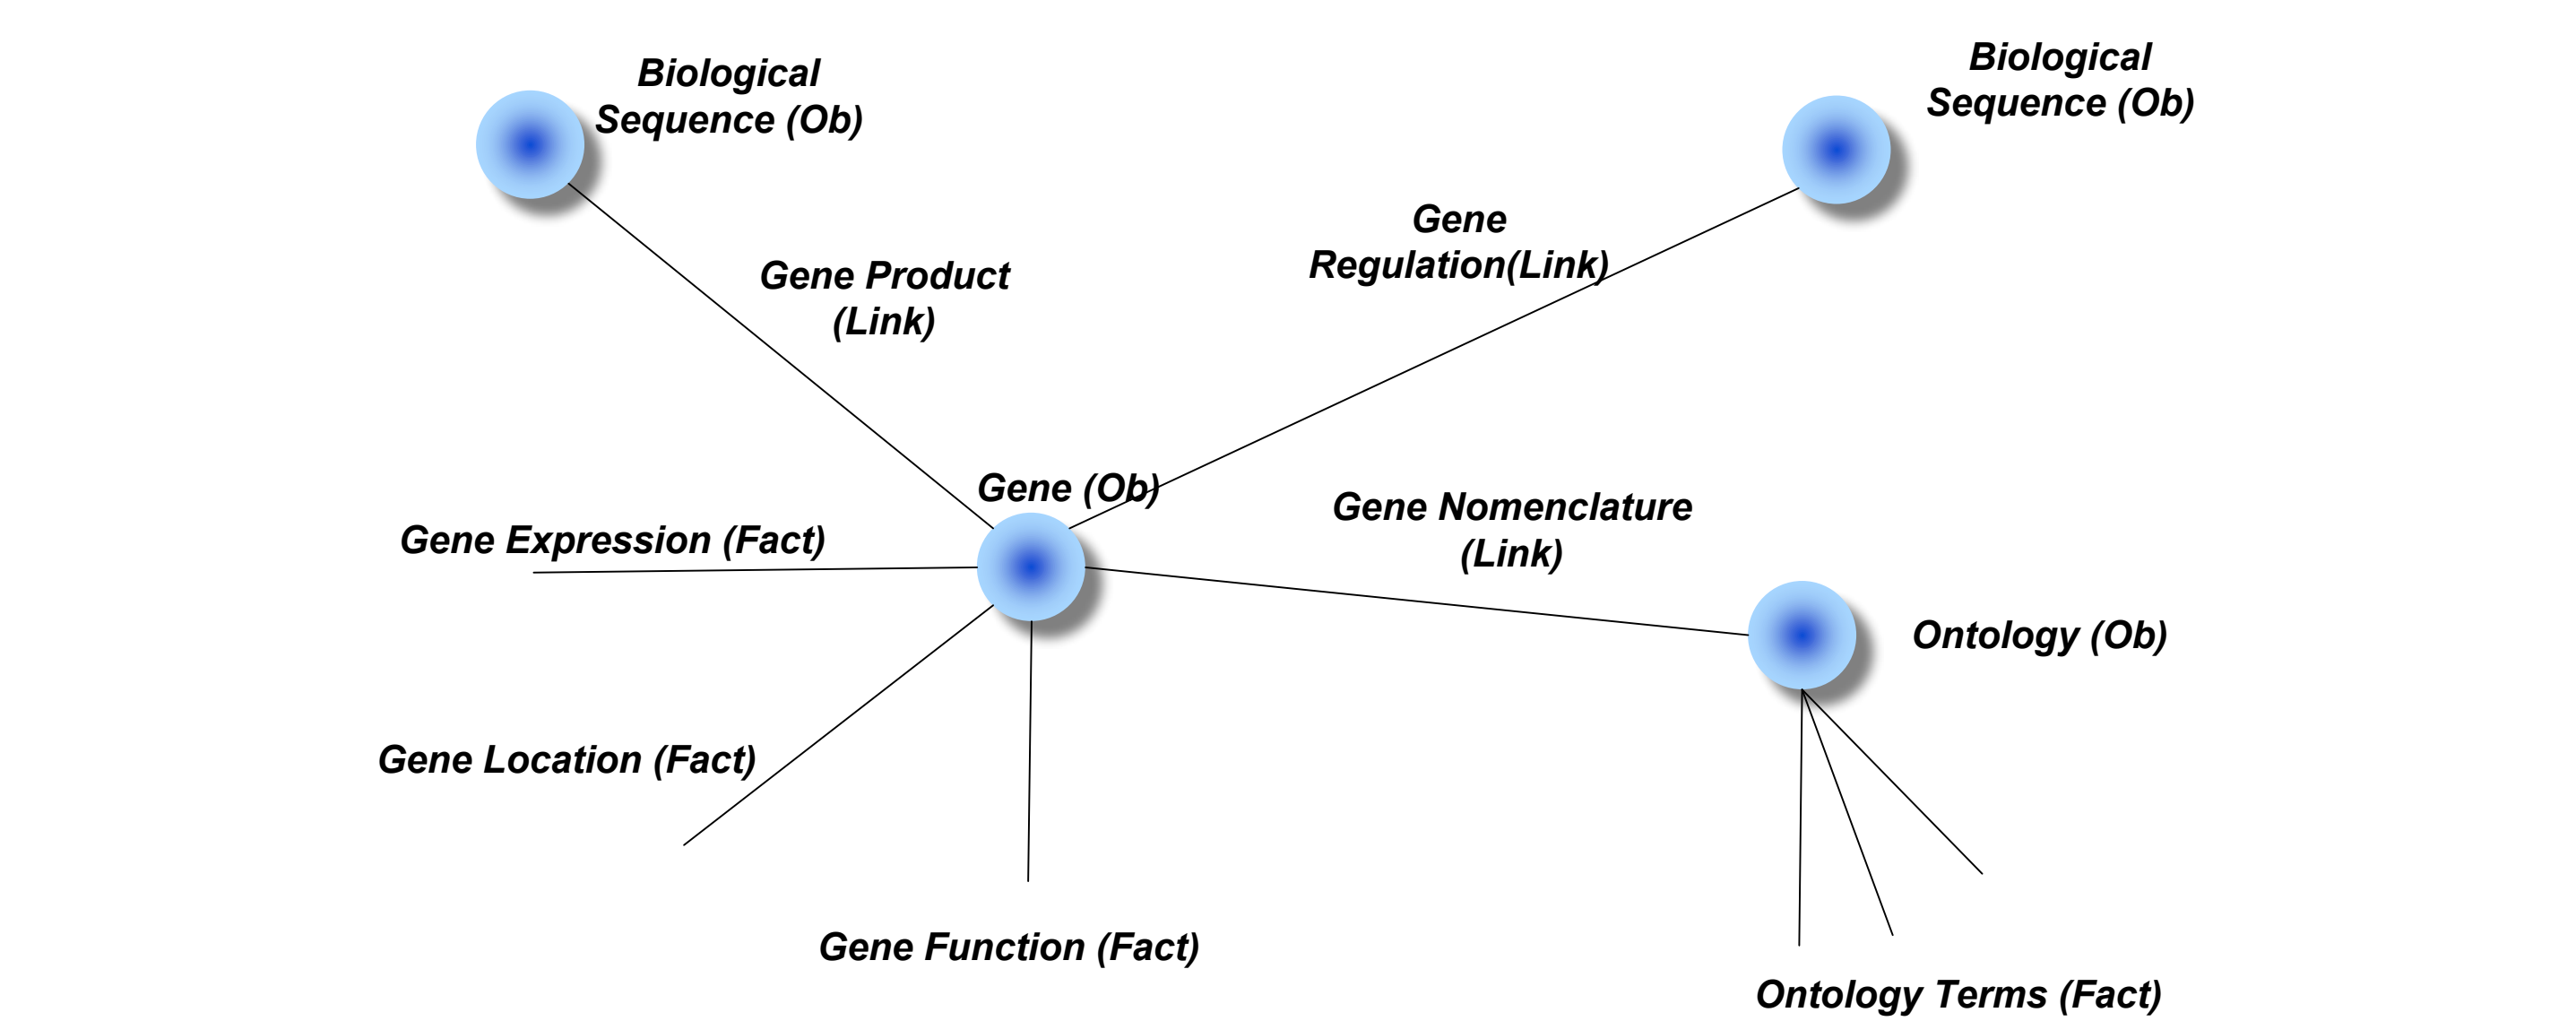 Biological
Sequence (Ob)
Biological
Sequence (Ob)
Gene
Regulation(Link)
Gene Product
(Link)
Gene (Ob)
Gene Nomenclature
(Link)
Gene Expression (Fact)
Ontology (Ob)
Gene Location (Fact)
Gene Function (Fact)
Ontology Terms (Fact)